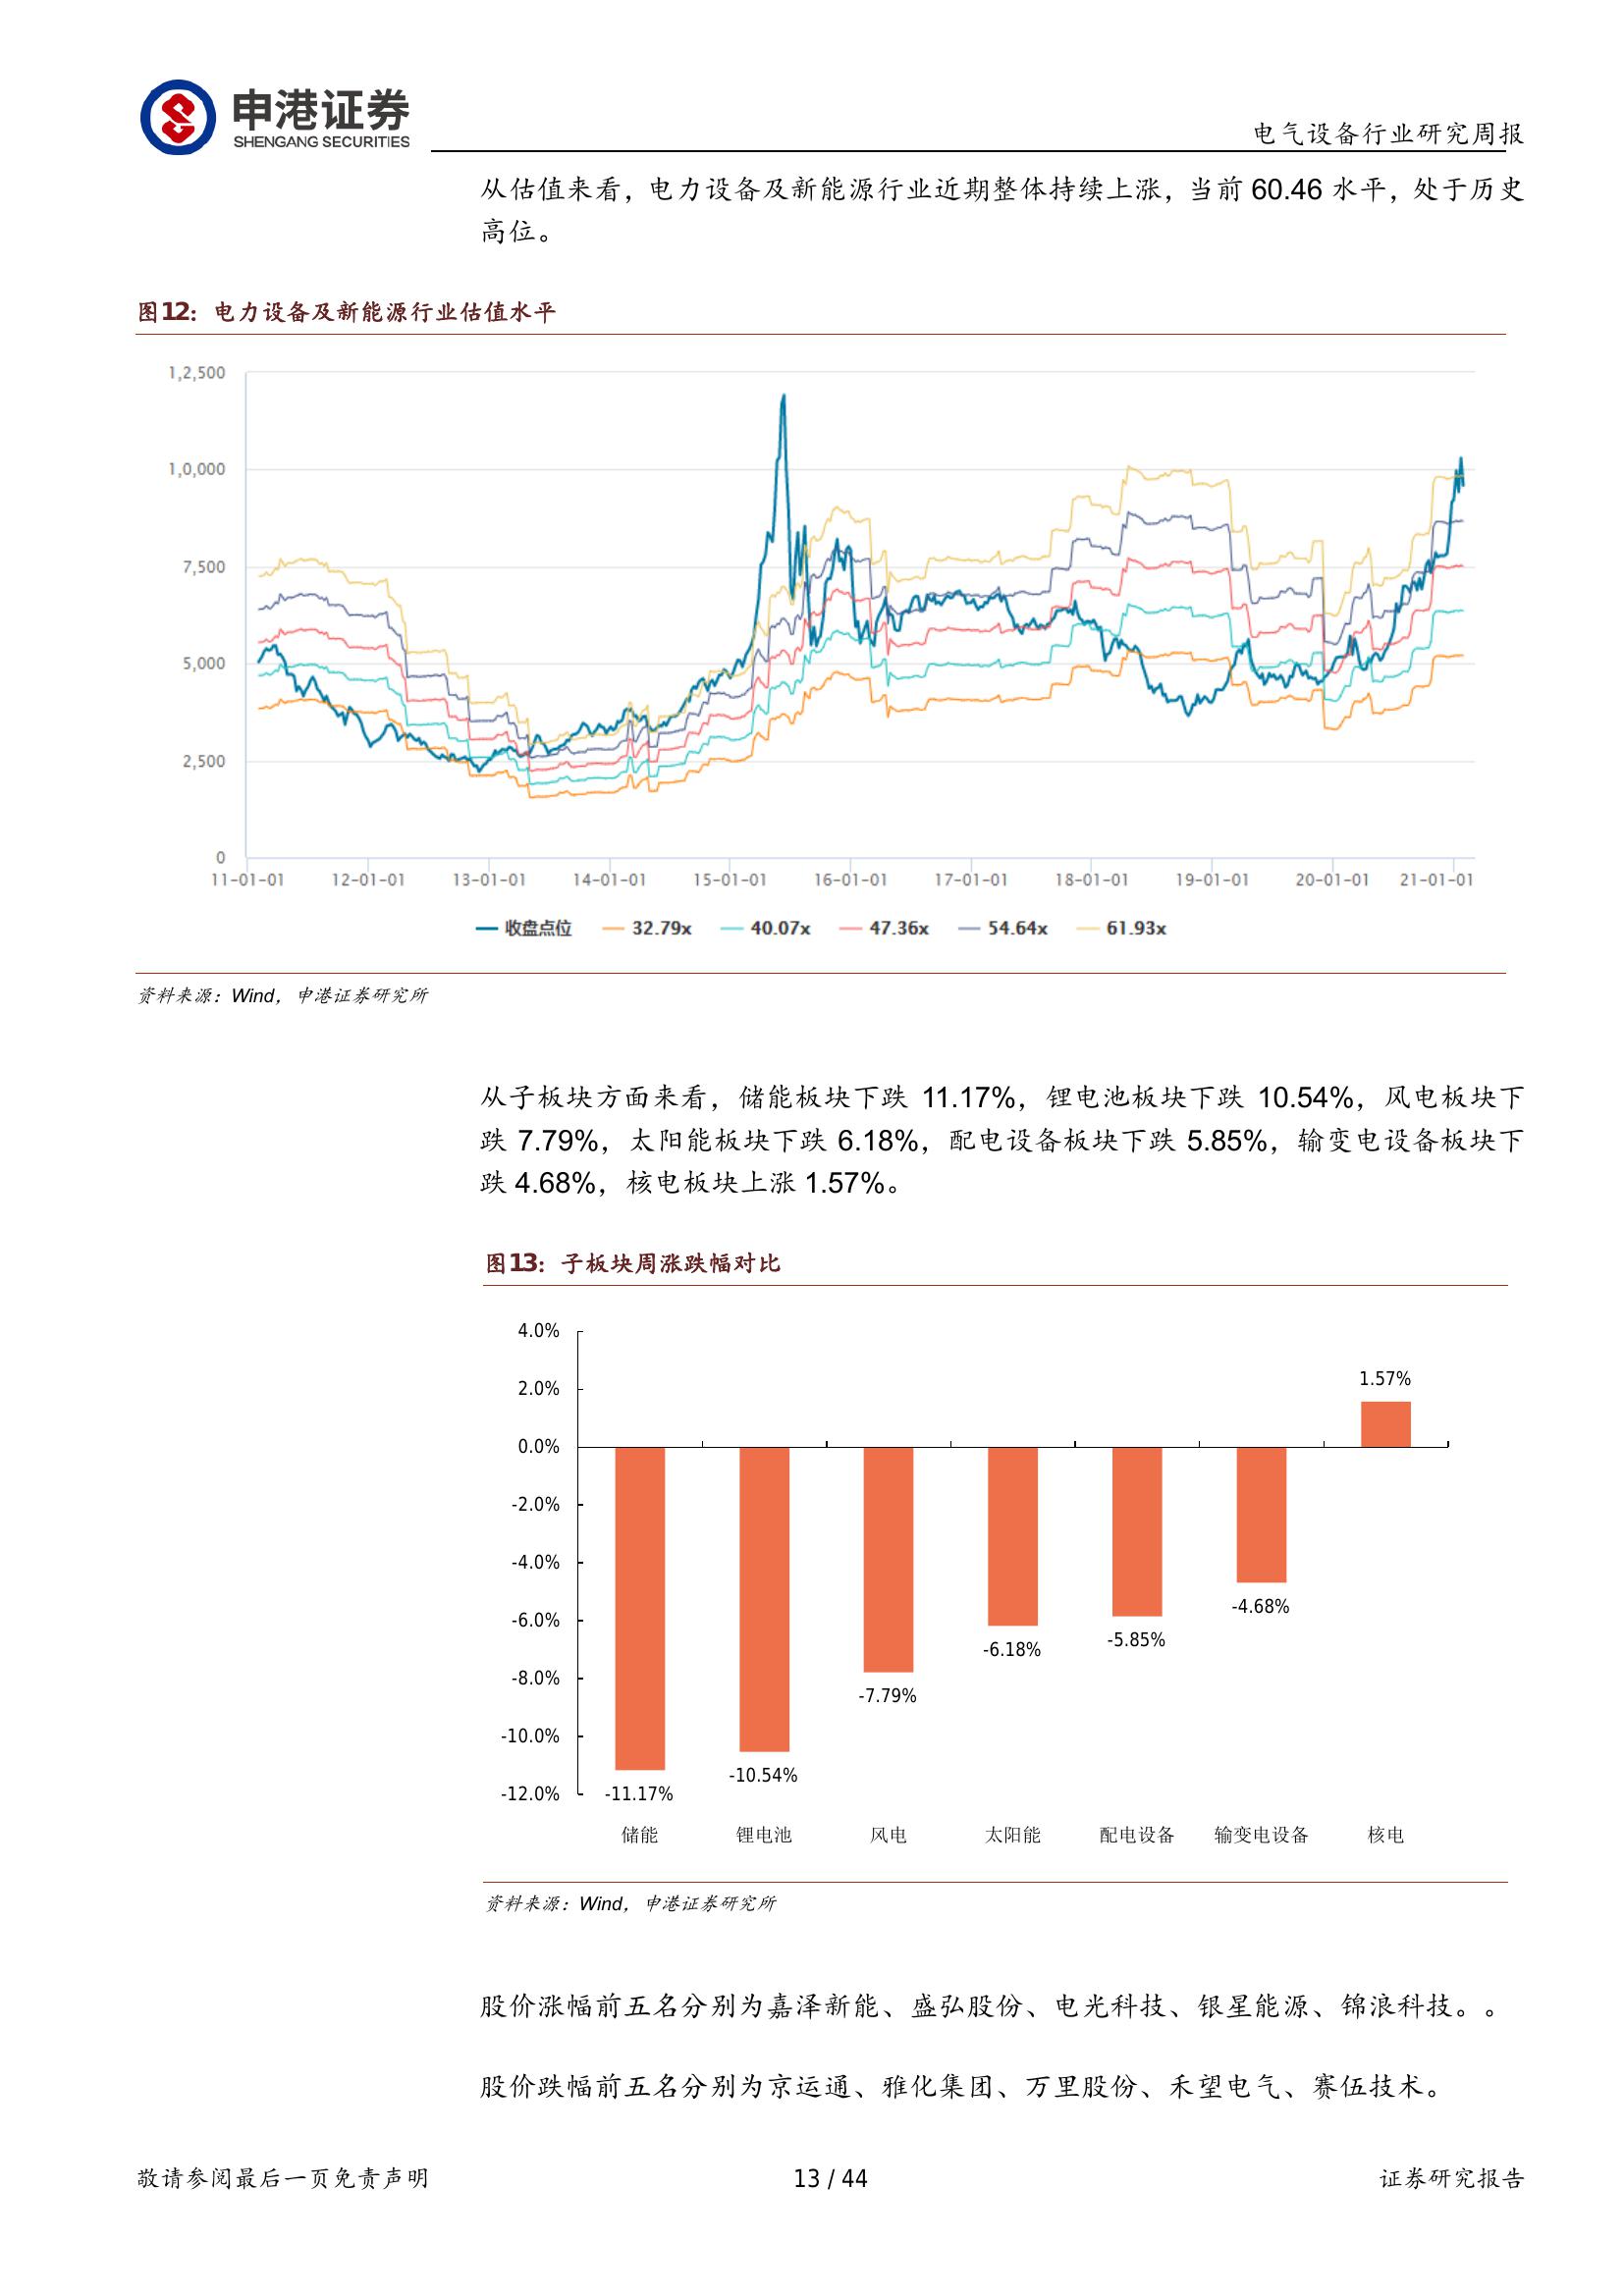 申港证券
SHENGANG SECURITIES
电气设备行业研究周报
从估值来看，电力设备及新能源行业近期整体持续上涨，当前 60.46 水平，处于历史
高位。
图12：电力设备及新能源行业估值水平
1,2,500
1,0,000
7,500
5,000
2,500
0
11-01-01 12-01-01 13-01-01 14-01-01 15-01-01 16-01-01 17-01-01 18-01-01 19-01-01 20-01-01 21-01-01
收盘点位 32.79x 40.07x 47.36x 54.64x 61.93x
资料来源：Wind，申港证券研究所
从子板块方面来看，储能板块下跌 11.17%，锂电池板块下跌 10.54%，风电板块下
跌 7.79%，太阳能板块下跌 6.18%，配电设备板块下跌 5.85%，输变电设备板块下
跌 4.68%，核电板块上涨 1.57%。
图13：子板块周涨跌幅对比
4.0%
1.57%
2.0%
0.0%
-2.0%
-4.0%
-4.68%
-6.0%
-5.85%
-6.18%
-8.0%
-7.79%
-10.0%
-10.54%
-12.0%
-11.17%
储能 锂电池 风电 太阳能 配电设备 输变电设备 核电
资料来源：Wind，申港证券研究所
股价涨幅前五名分别为嘉泽新能、盛弘股份、电光科技、银星能源、锦浪科技。。
股价跌幅前五名分别为京运通、雅化集团、万里股份、禾望电气、赛伍技术。
敬请参阅最后一页免责声明 13 / 44 证券研究报告